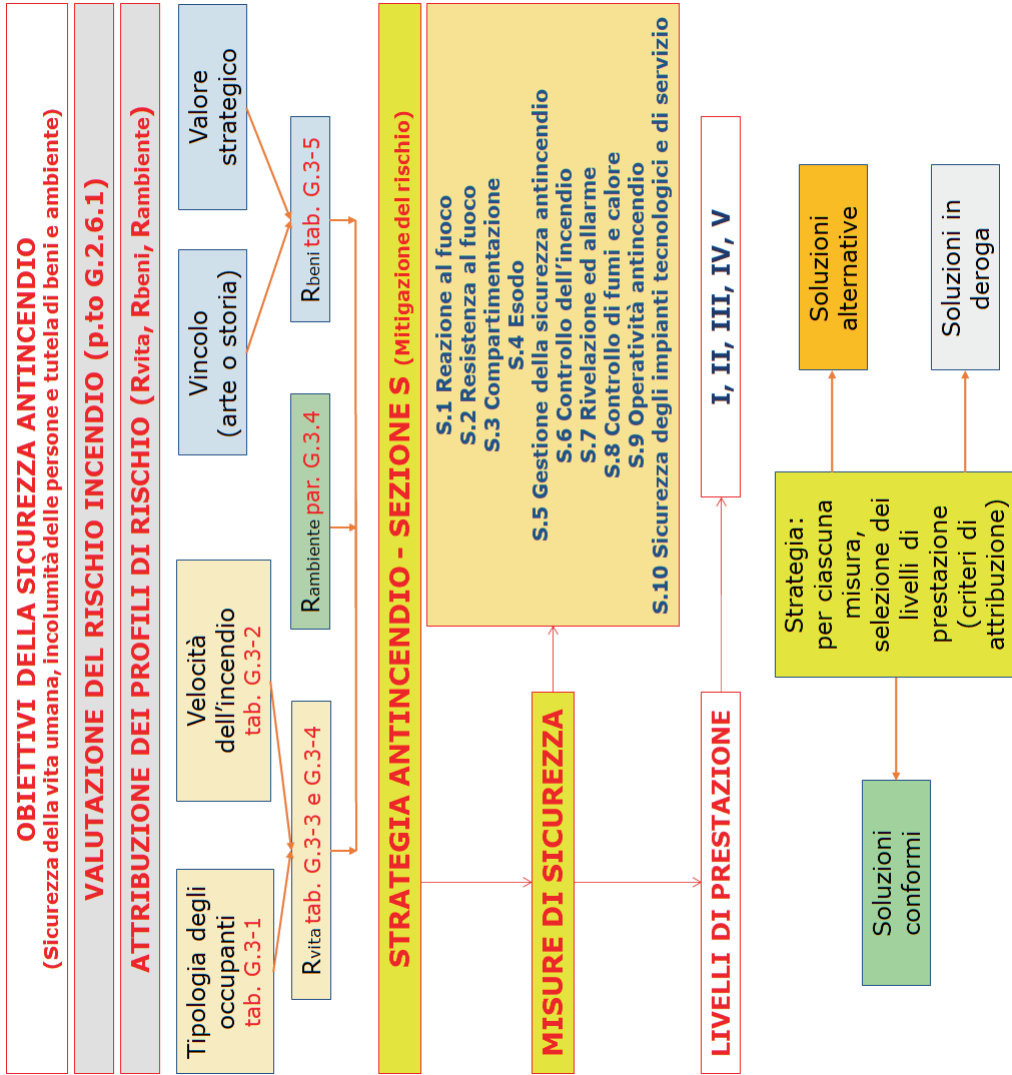 OBIETTIVI DELLA SICUREZZA ANTINCENDIO
(Sicurezza della vita umana, incolumità delle persone e tutela di beni e ambiente)
VALUTAZIONE DEL RISCHIO INCENDIO (p.to G.2.6.1)
ATTRIBUZIONE DEI PROFILI DI RISCHIO (Rvita, Rbeni, Rambiente)
Tipologia degli
occupanti
tab. G.3-1
Velocità
dell'incendio
tab. G.3-2
Vincolo
(arte o storia)
Valore
strategico
Rvita tab. G.3-3 e G.3-4
Rambiente par. G.3.4
Rbeni tab. G.3-5
STRATEGIA ANTINCENDIO - SEZIONE S (Mitigazione del rischio)
MISURE DI SICUREZZA
S.1 Reazione al fuoco
S.2 Resistenza al fuoco
S.3 Compartimentazione
S.4 Esodo
S.5 Gestione della sicurezza antincendio
S.6 Controllo dell'incendio
S.7 Rivelazione ed allarme
S.8 Controllo di fumi e calore
S.9 Operatività antincendio
S.10 Sicurezza degli impianti tecnologici e di servizio
LIVELLI DI PRESTAZIONE
I, II, III, IV, V
Soluzioni
conformi
Strategia:
per ciascuna
misura,
selezione dei
livelli di
prestazione
(criteri di
attribuzione)
Soluzioni
alternative
Soluzioni in
deroga